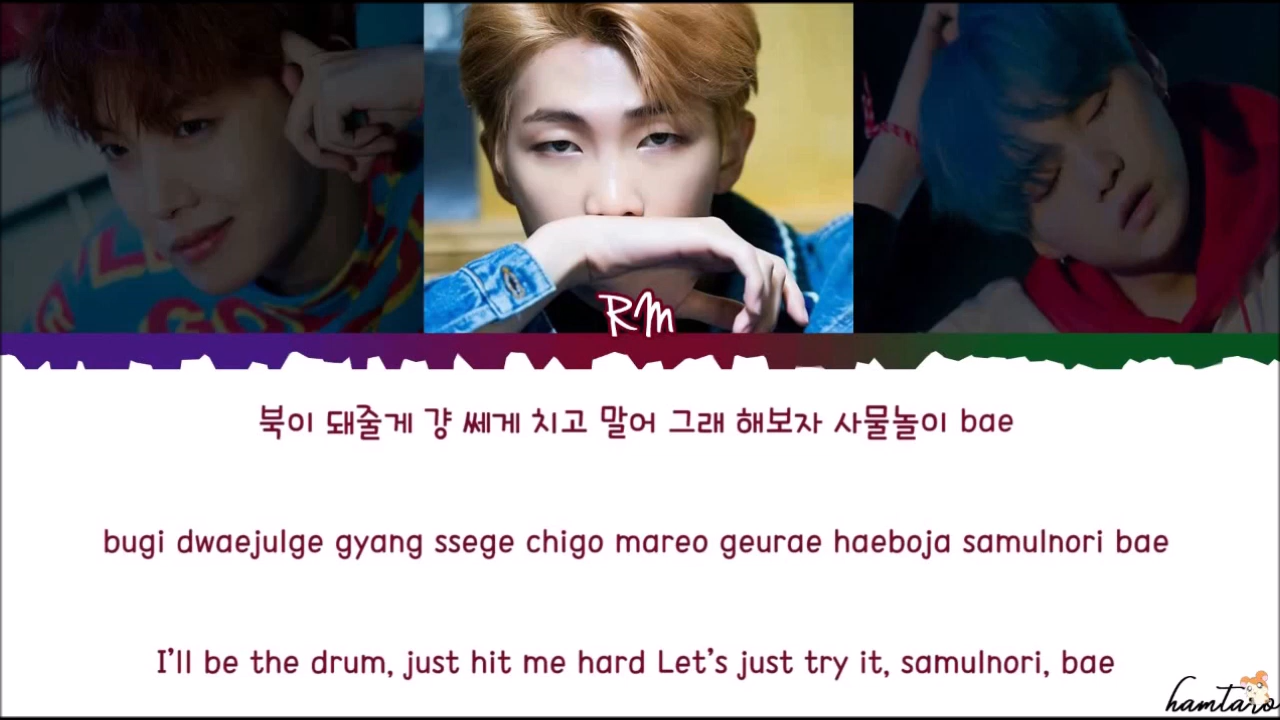 RM
북이 돼줄게 걍 쎄게 치고 말어 그래 해보자 사물놀이 bae
bugi dwaejulge gyang ssege chigo mareo geurae haeboja samulnori bae
I'll be the drum, just hit me hard Let's just try it, samulnori, bae
hamtaro